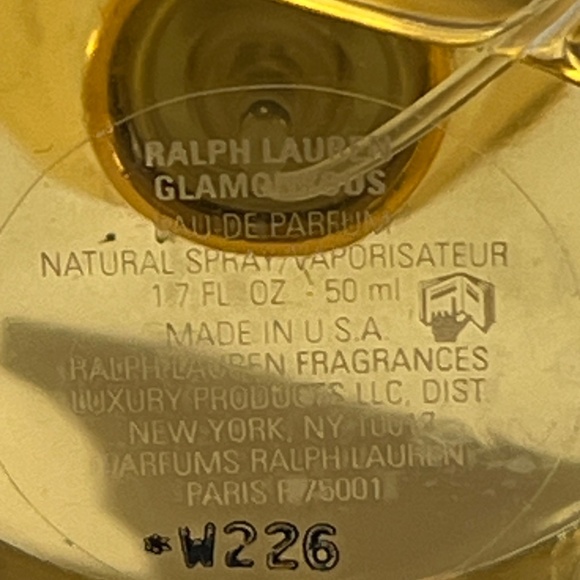 RALPH LAUREN
GLAMOUROUS
EAU DE PARFUM
NATURAL SPRAY/VAPORISATEUR
1.7 FL. OZ. - 50 ml
MADE IN U.S.A.
RALPH LAUREN FRAGRANCES
LUXURY PRODUCTS LLC, DIST.
NEW YORK, NY 10017
PARFUMS RALPH LAUREN
PARIS F 75001
*W226